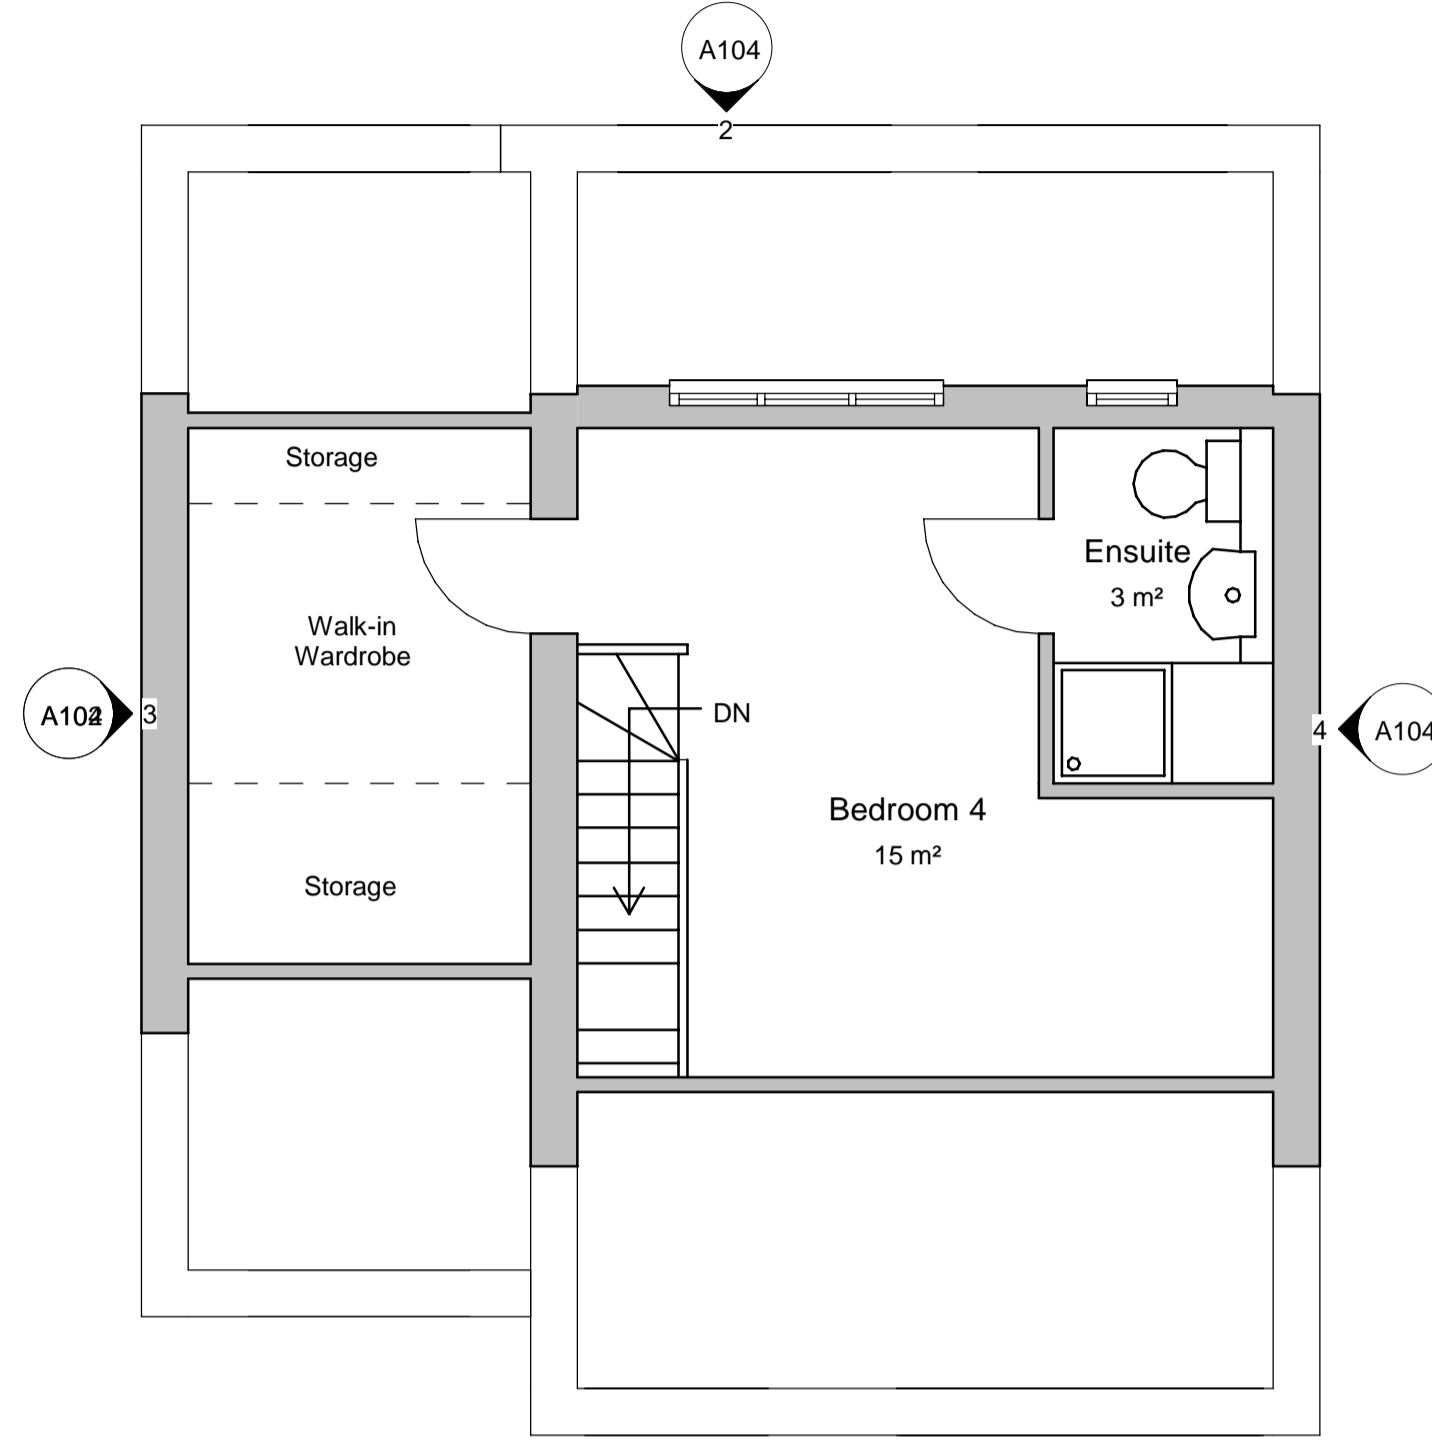 A104
2
Storage
Ensuite
3 m²
Walk-in
Wardrobe
3
DN
4
A104
Bedroom 4
15 m²
Storage